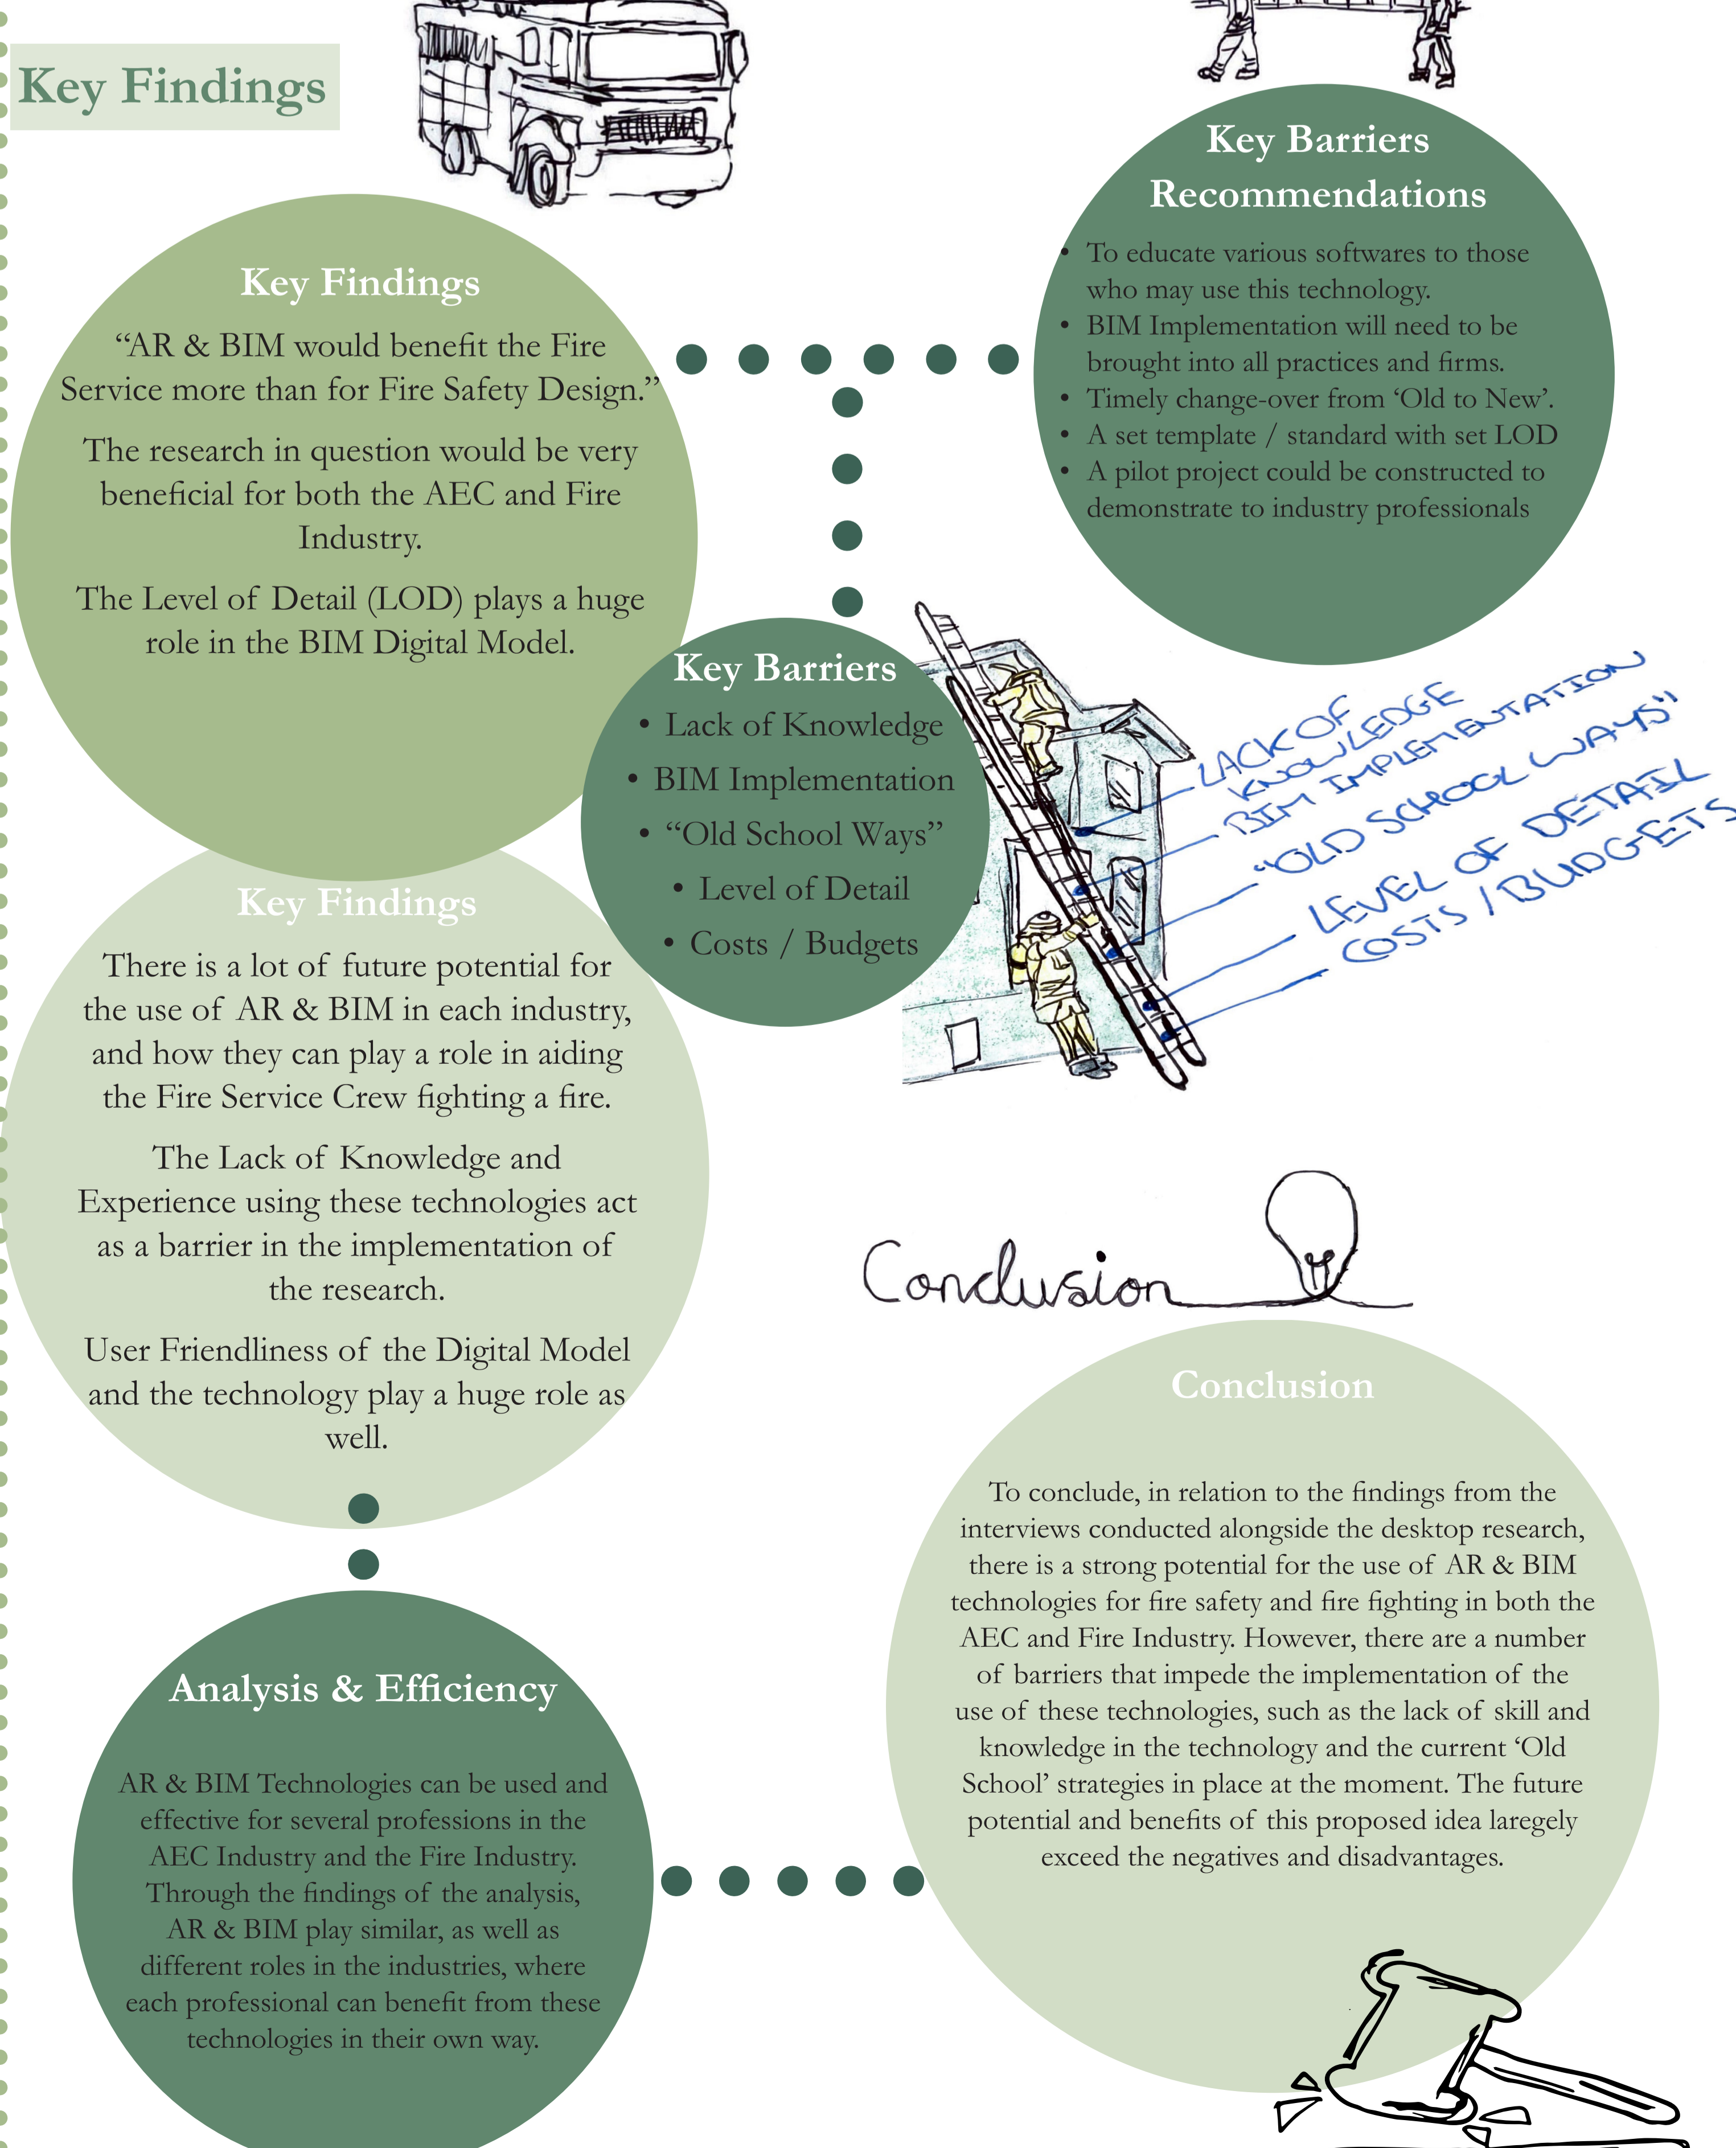 Key Findings
Key Findings
“AR & BIM would benefit the Fire
Service more than for Fire Safety Design.”
The research in question would be very
beneficial for both the AEC and Fire
Industry.
The Level of Detail (LOD) plays a huge
role in the BIM Digital Model.
Key Barriers
Recommendations
• To educate various softwares to those
who may use this technology.
• BIM Implementation will need to be
brought into all practices and firms.
• Timely change-over from ‘Old to New’.
• A set template / standard with set LOD
• A pilot project could be constructed to
demonstrate to industry professionals
Key Barriers
• Lack of Knowledge
• BIM Implementation
• “Old School Ways”
• Level of Detail
• Costs / Budgets
LACK OF
KNOWLEDGE
BIM IMPLEMENTATION
“OLD SCHOOL WAYS”
LEVEL OF DETAIL
COSTS / BUDGETS
Key Findings
There is a lot of future potential for
the use of AR & BIM in each industry,
and how they can play a role in aiding
the Fire Service Crew fighting a fire.
The Lack of Knowledge and
Experience using these technologies act
as a barrier in the implementation of
the research.
User Friendliness of the Digital Model
and the technology play a huge role as
well.
Analysis & Efficiency
AR & BIM Technologies can be used and
effective for several professions in the
AEC Industry and the Fire Industry.
Through the findings of the analysis,
AR & BIM play similar, as well as
different roles in the industries, where
each professional can benefit from these
technologies in their own way.
Conclusion
Conclusion
To conclude, in relation to the findings from the
interviews conducted alongside the desktop research,
there is a strong potential for the use of AR & BIM
technologies for fire safety and fire fighting in both the
AEC and Fire Industry. However, there are a number
of barriers that impede the implementation of the
use of these technologies, such as the lack of skill and
knowledge in the technology and the current ‘Old
School’ strategies in place at the moment. The future
potential and benefits of this proposed idea laregely
exceed the negatives and disadvantages.